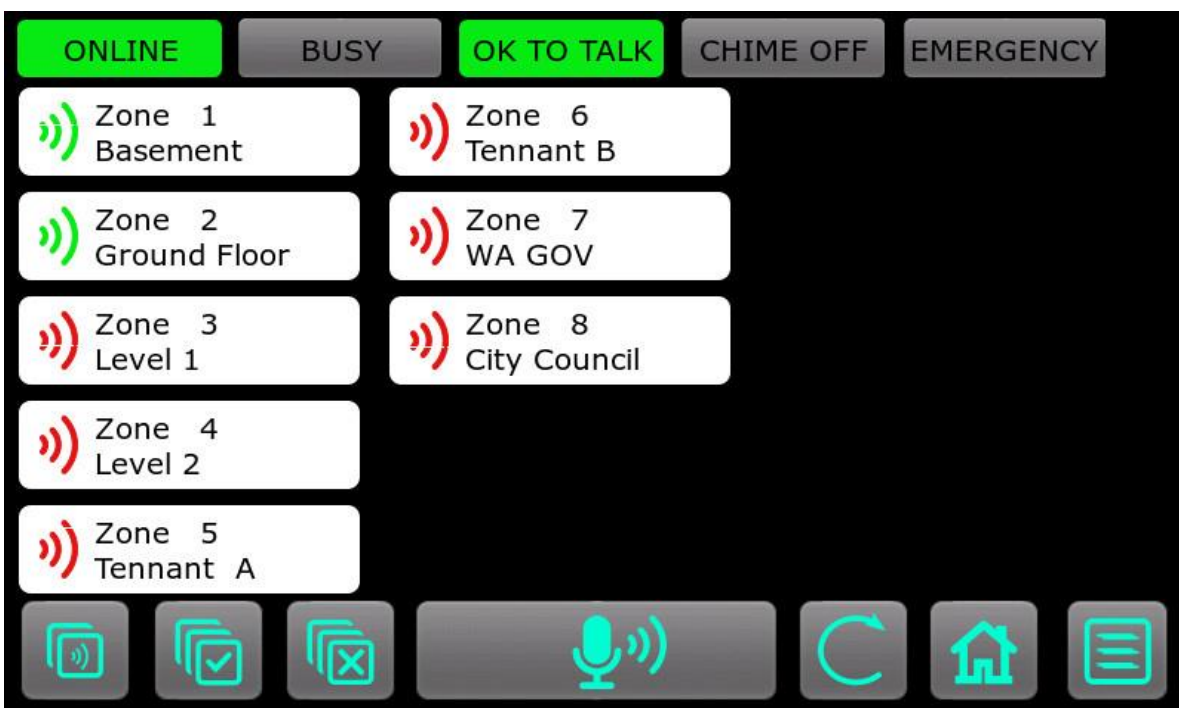 ONLINE BUSY OK TO TALK CHIME OFF EMERGENCY
Zone 1
Basement
Zone 2
Ground Floor
Zone 3
Level 1
Zone 4
Level 2
Zone 5
Tennant A
Zone 6
Tennant B
Zone 7
WA GOV
Zone 8
City Council